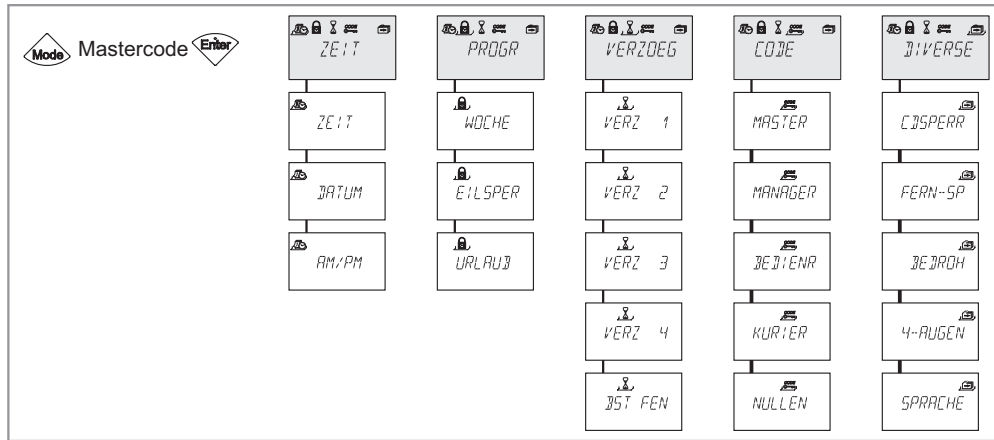 Mode Mastercode Enter
ZEIT PROGR VERZOEG CODE DIVERSE
ZEIT WOCHE VERZ 1 MASTER CDSPERR
DATUM EILSPER VERZ 2 MANAGER FERN-SP
AM/PM URLAUB VERZ 3 BEDIENR BEDROH
VERZ 4 KURIER 4-AUGEN
DST FEN NULLEN SPRACHE